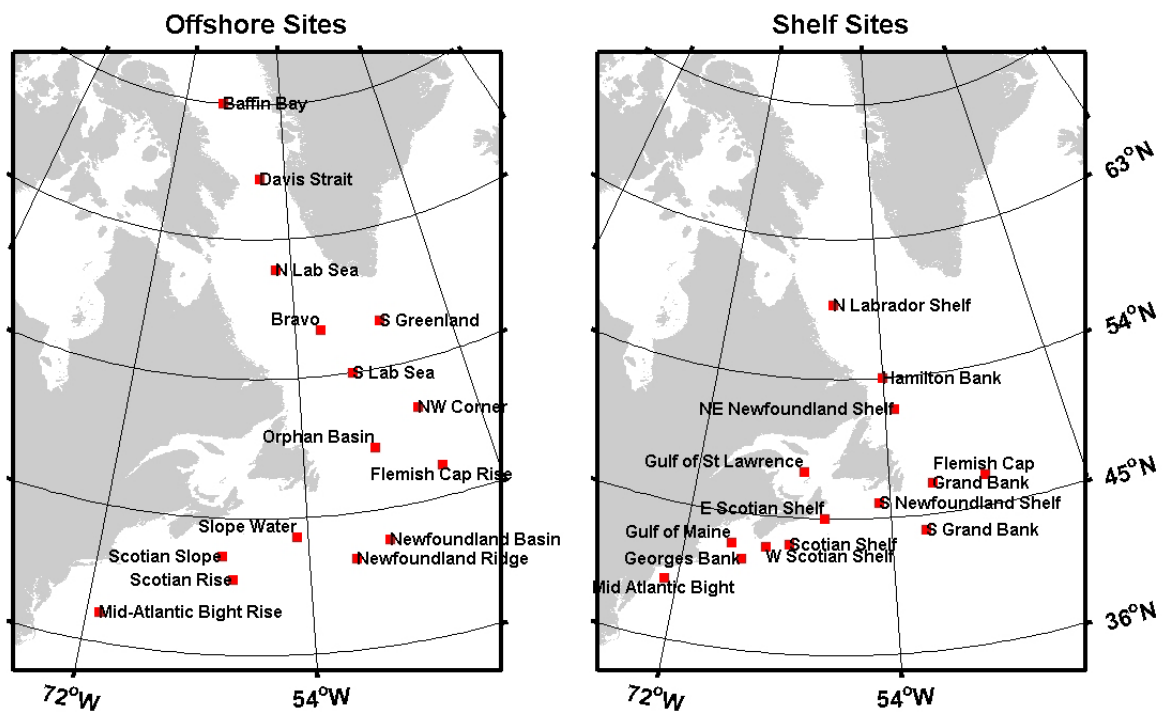 Offshore Sites
Baffin Bay
Davis Strait
N Lab Sea
Bravo
S Greenland
S Lab Sea
NW Corner
Orphan Basin
Flemish Cap Rise
Slope Water
Newfoundland Basin
Scotian Slope
Newfoundland Ridge
Scotian Rise
Mid-Atlantic Bight Rise
72°W
54°W
Shelf Sites
N Labrador Shelf
Hamilton Bank
NE Newfoundland Shelf
Gulf of St Lawrence
Flemish Cap
Grand Bank
S Newfoundland Shelf
E Scotian Shelf
S Grand Bank
Gulf of Maine
Scotian Shelf
W Scotian Shelf
Georges Bank
Mid Atlantic Bight
63°N
54°N
45°N
36°N
72°W
54°W